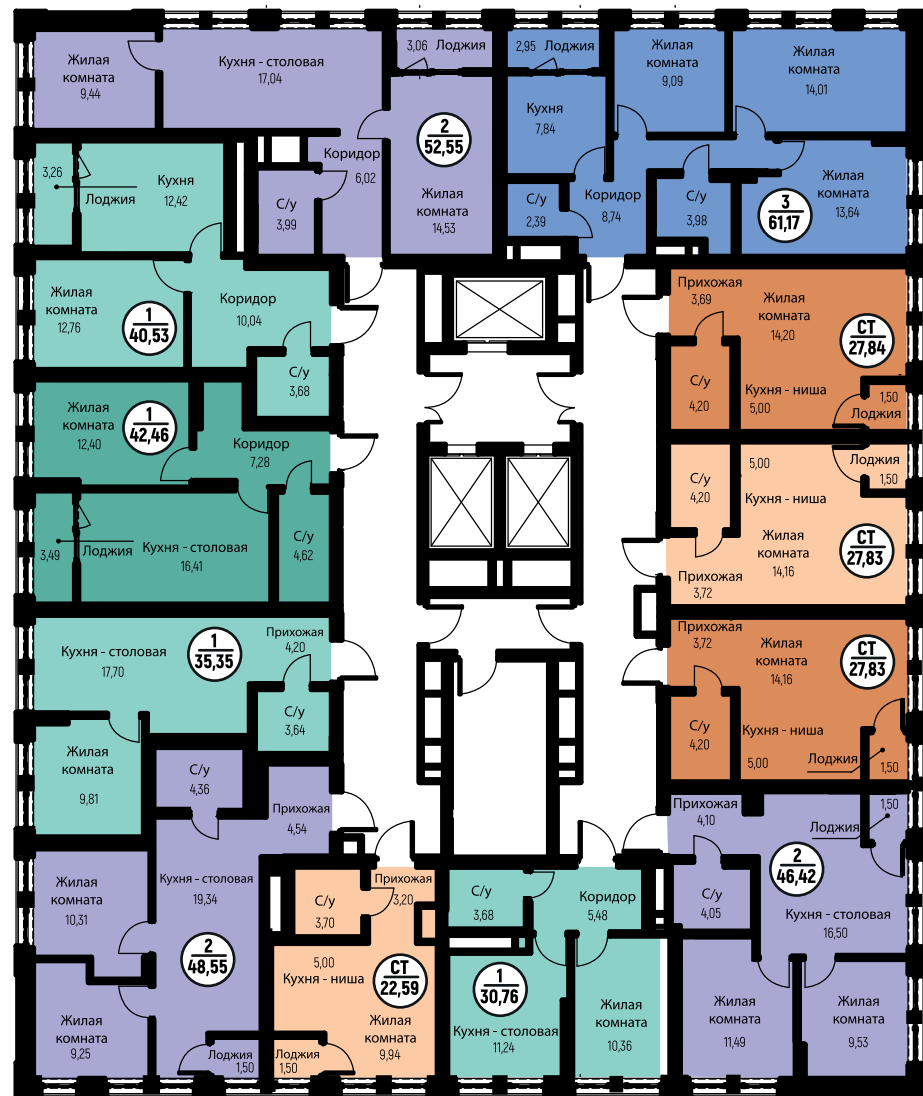 Жилая
комната
9,44
Кухня - столовая
17,04
3,06 Лоджия
2
52,55
Коридор
6,02
С/у
3,99
Жилая
комната
14,53
2,95 Лоджия
Кухня
7,84
Жилая
комната
9,09
Жилая
комната
14,01
С/у
2,39
Коридор
8,74
С/у
3,98
3
61,17
Жилая
комната
13,64
3,26
Лоджия
Кухня
12,42
Жилая
комната
12,76
1
40,53
Коридор
10,04
С/у
3,68
Прихожая
3,69
Жилая
комната
14,20
СТ
27,84
С/у
4,20
Кухня - ниша
5,00
1,50
Лоджия
Жилая
комната
12,40
1
42,46
Коридор
7,28
3,49
Лоджия
Кухня - столовая
16,41
С/у
4,62
5,00
Кухня - ниша
Лоджия
1,50
С/у
4,20
Жилая
комната
14,16
СТ
27,83
Прихожая
3,72
Кухня - столовая
17,70
1
35,35
Прихожая
4,20
С/у
3,64
Жилая
комната
9,81
Прихожая
3,72
Жилая
комната
14,16
СТ
27,83
С/у
4,20
Кухня - ниша
5,00
Лоджия
1,50
С/у
4,36
Прихожая
4,54
Кухня - столовая
19,34
Жилая
комната
10,31
2
48,55
Жилая
комната
9,25
Лоджия
1,50
С/у
3,70
Прихожая
3,20
5,00
Кухня - ниша
СТ
22,59
Жилая
комната
9,94
Лоджия
1,50
С/у
3,68
Коридор
5,48
1
30,76
Кухня - столовая
11,24
Жилая
комната
10,36
Прихожая
4,10
1,50
Лоджия
2
46,42
С/у
4,05
Кухня - столовая
16,50
Жилая
комната
11,49
Жилая
комната
9,53